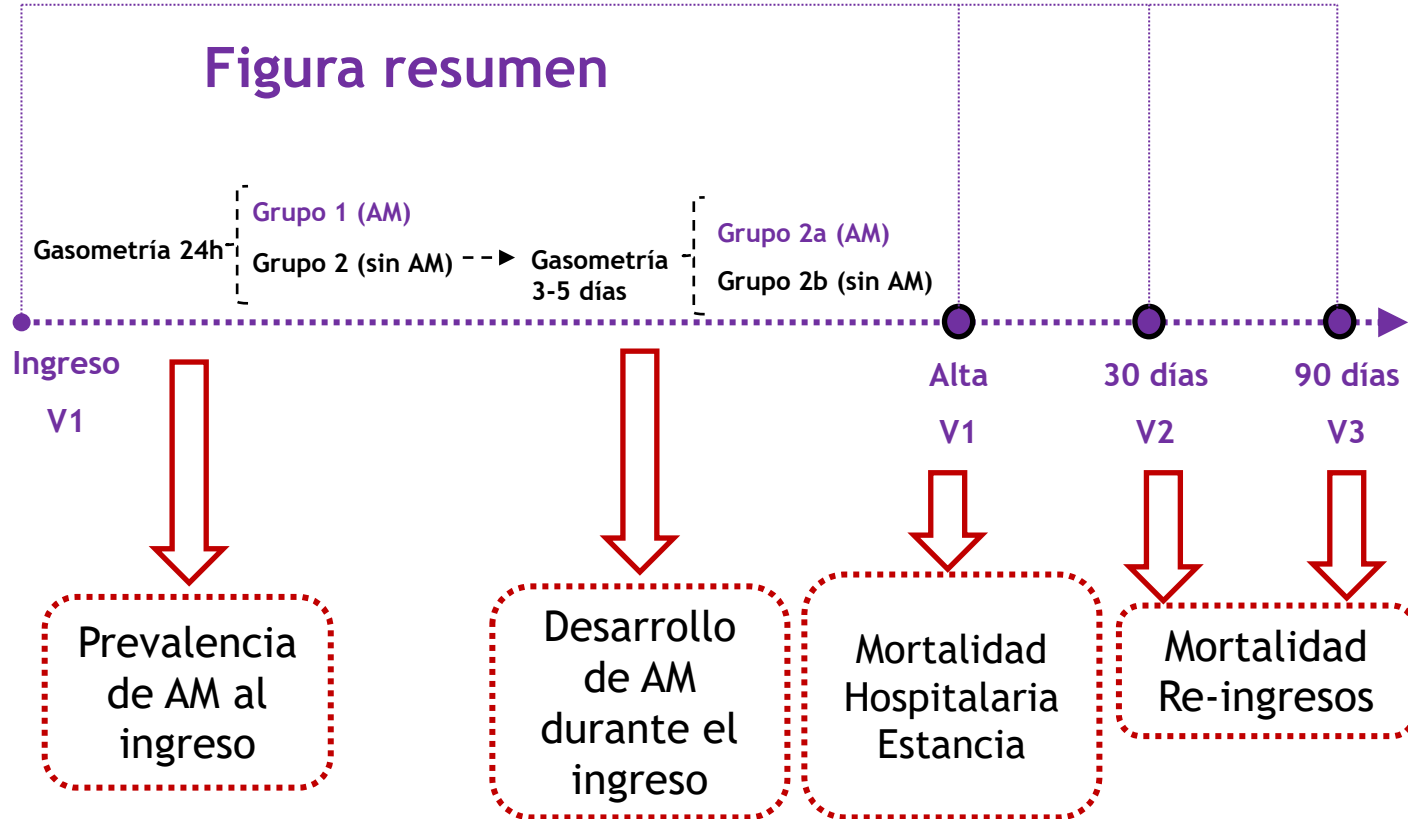 Figura resumen
Gasometría 24h
Grupo 1 (AM)
Grupo 2 (sin AM)
Gasometría
3-5 días
Grupo 2a (AM)
Grupo 2b (sin AM)
Ingreso
V1
Alta
V1
30 días
V2
90 días
V3
Prevalencia
de AM al
ingreso
Desarrollo
de AM
durante el
ingreso
Mortalidad
Hospitalaria
Estancia
Mortalidad
Re-ingresos